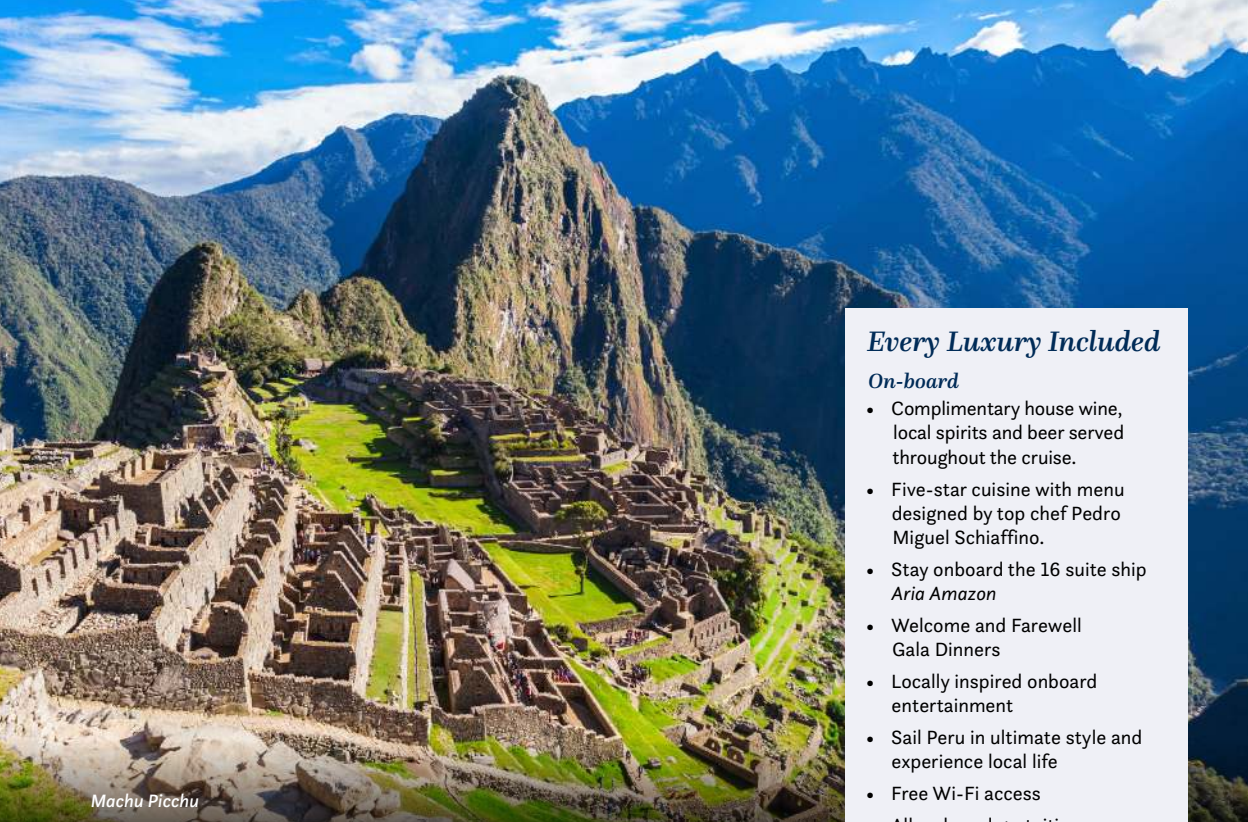 Every Luxury Included
On-board
• Complimentary house wine,
local spirits and beer served
throughout the cruise.
• Five-star cuisine with menu
designed by top chef Pedro
Miguel Schiaffino.
• Stay onboard the 16 suite ship
Aria Amazon
• Welcome and Farewell
Gala Dinners
• Locally inspired onboard
entertainment
• Sail Peru in ultimate style and
experience local life
• Free Wi-Fi access
Machu Picchu